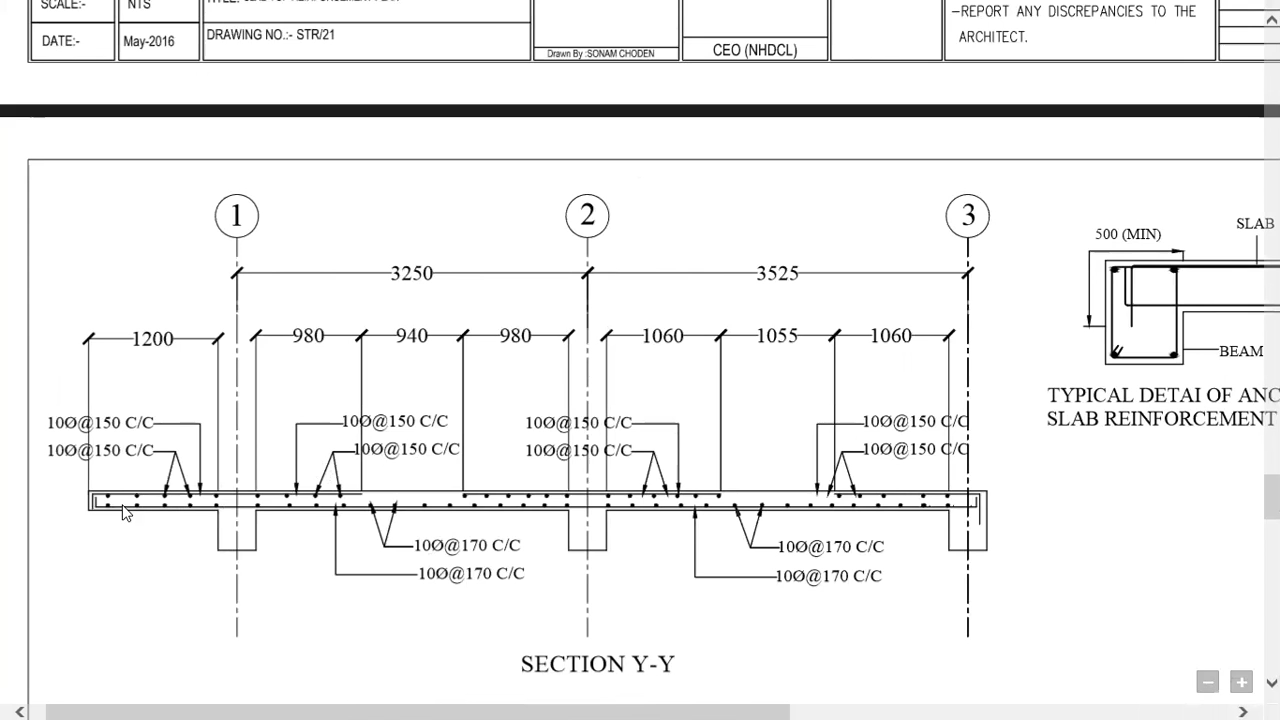 SCALE:-
NTS
DATE:-
May-2016
DRAWING NO.:- STR/21
Drawn By :SONAM CHODEN
CEO (NHDCL)
-REPORT ANY DISCREPANCIES TO THE
ARCHITECT.
1
2
3
3250
3525
1200
980
940
980
1060
1055
1060
10Ø@150 C/C
10Ø@150 C/C
10Ø@150 C/C
10Ø@150 C/C
10Ø@150 C/C
10Ø@150 C/C
10Ø@150 C/C
10Ø@150 C/C
10Ø@170 C/C
10Ø@170 C/C
10Ø@170 C/C
10Ø@170 C/C
SECTION Y-Y
500 (MIN)
SLAB
BEAM
TYPICAL DETAI OF ANC
SLAB REINFORCEMENT